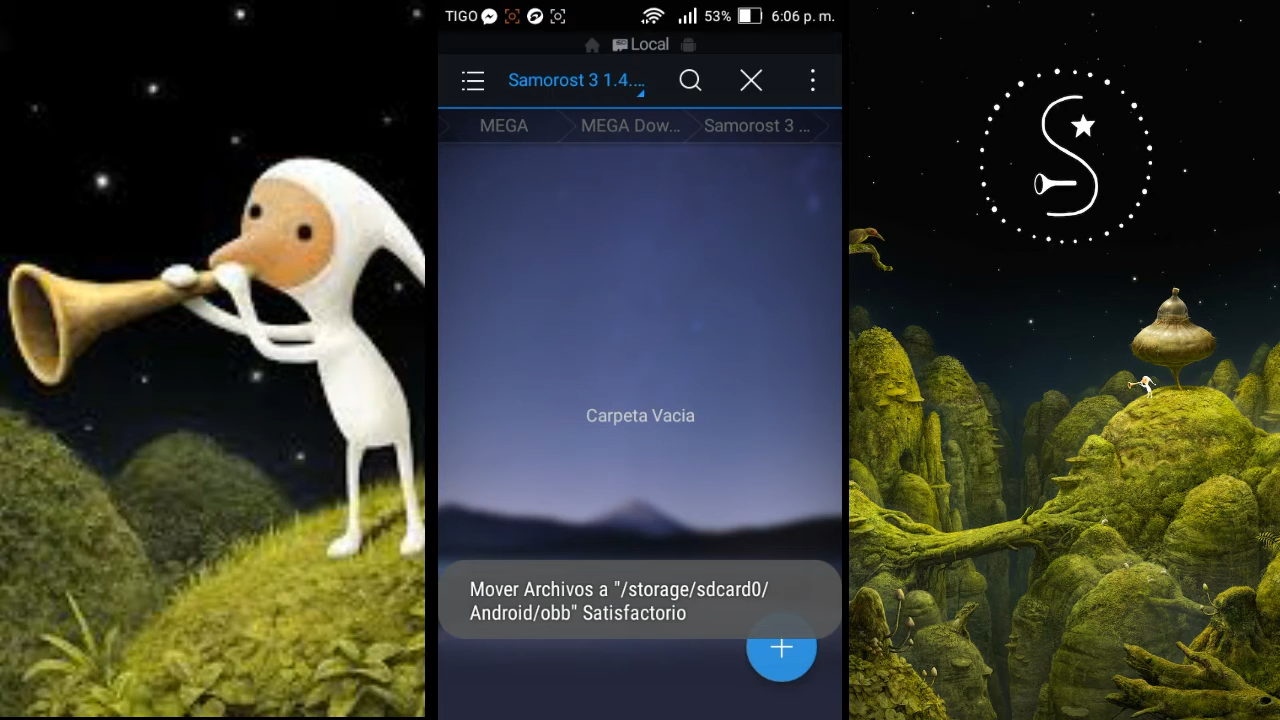 TIGO 53% 6:06 p. m.
Local
Samorost 3 1.4....
MEGA MEGA Dow... Samorost 3 ...
Carpeta Vacia
Mover Archivos a "/storage/sdcard0/
Android/obb" Satisfactorio
S